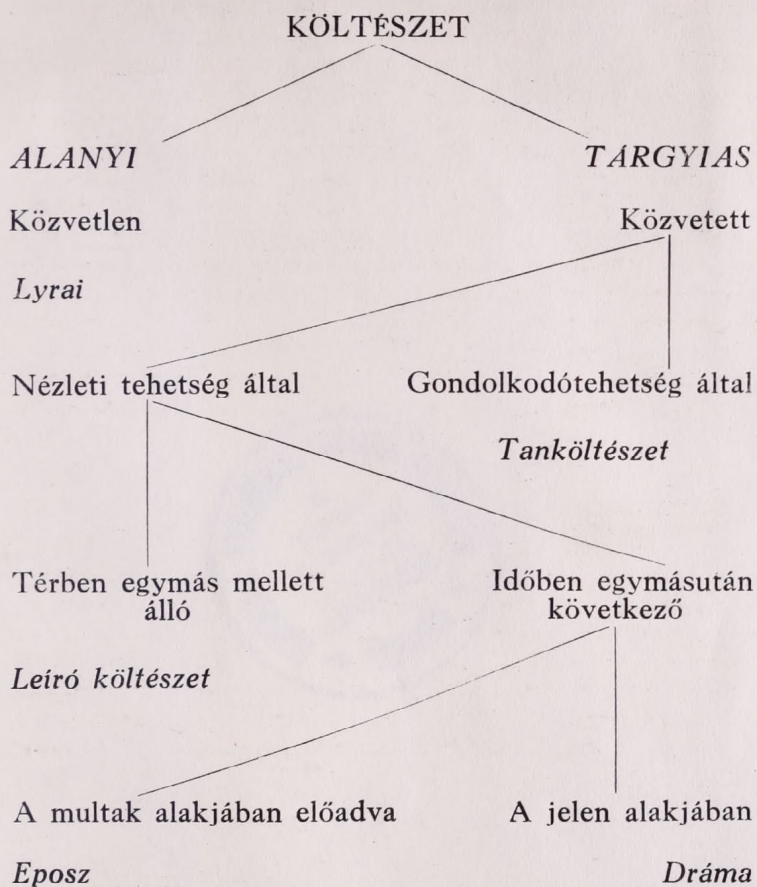 KÖLTÉSZET
ALANYI
TÁRGYIAS
Közvetlen
Közvetett
Lyrai
Nézleti tehetség által
Gondolkodótehetség által
Tanköltészet
Térben egymás mellett
álló
Időben egymásután
következő
Leíró költészet
A multak alakjában előadva
A jelen alakjában
Eposz
Dráma